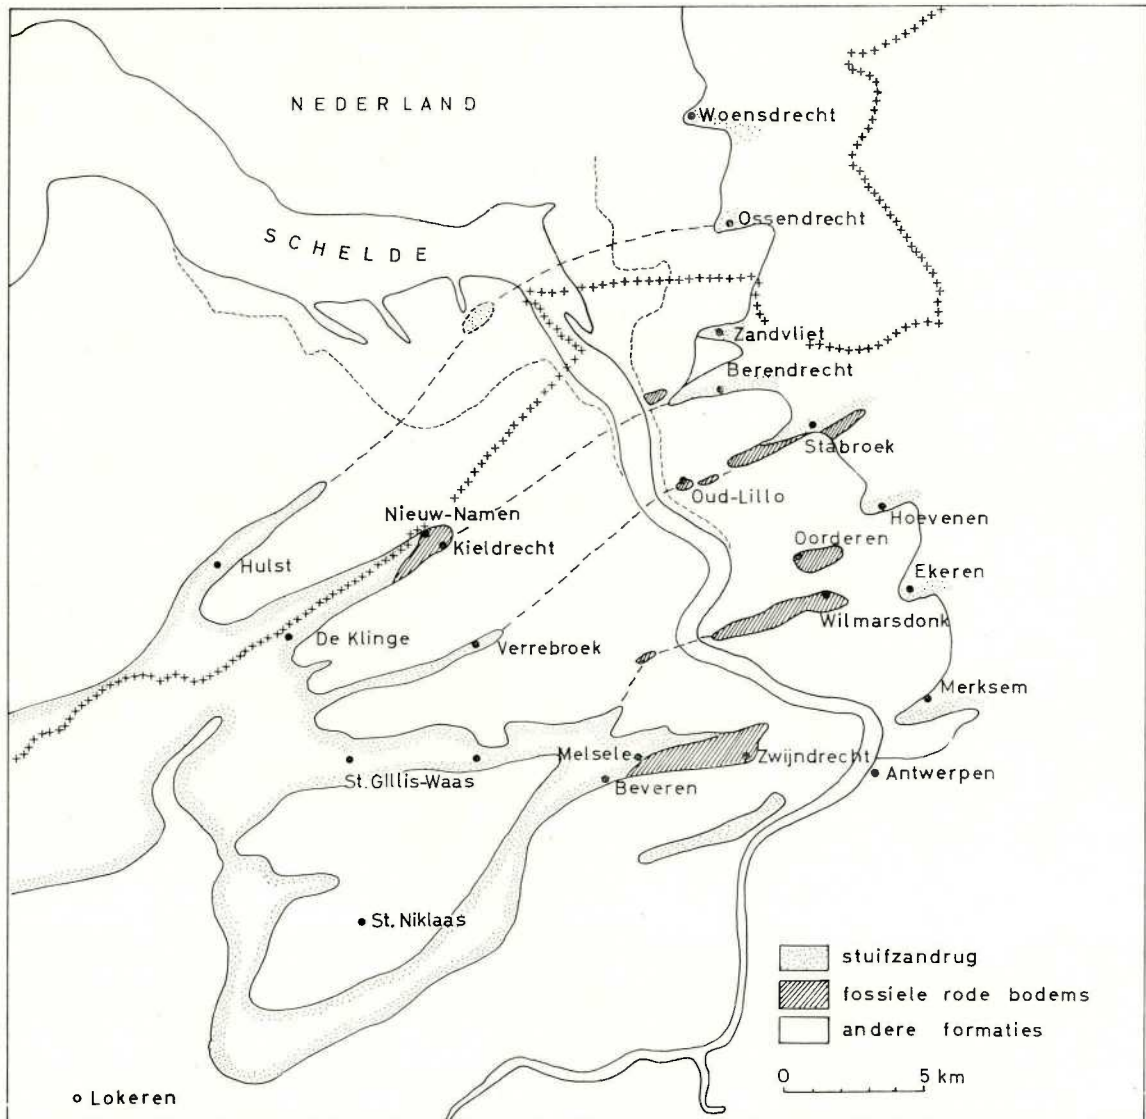 NEDERLAND
Woensdrecht
Ossendrecht
SCHELDE
Zandvliet
Berendrecht
Stabroek
Oud-Lillo
Nieuw-Namen
Hoevenen
Kieldrecht
Oorderen
Hulst
Ekeren
Wilmarsdonk
De Klinge
Verrebroek
Merksem
Melsele
Zwijndrecht
St. Gillis-Waas
Antwerpen
Beveren
St. Niklaas
stuifzandrug
fossiele rode bodems
andere formaties
0 5 km
Lokeren